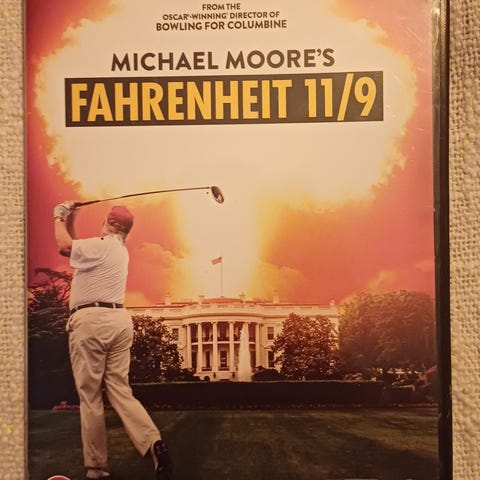 FROM THE
OSCAR®-WINNING DIRECTOR OF
BOWLING FOR COLUMBINE
MICHAEL MOORE'S
FAHRENHEIT 11/9